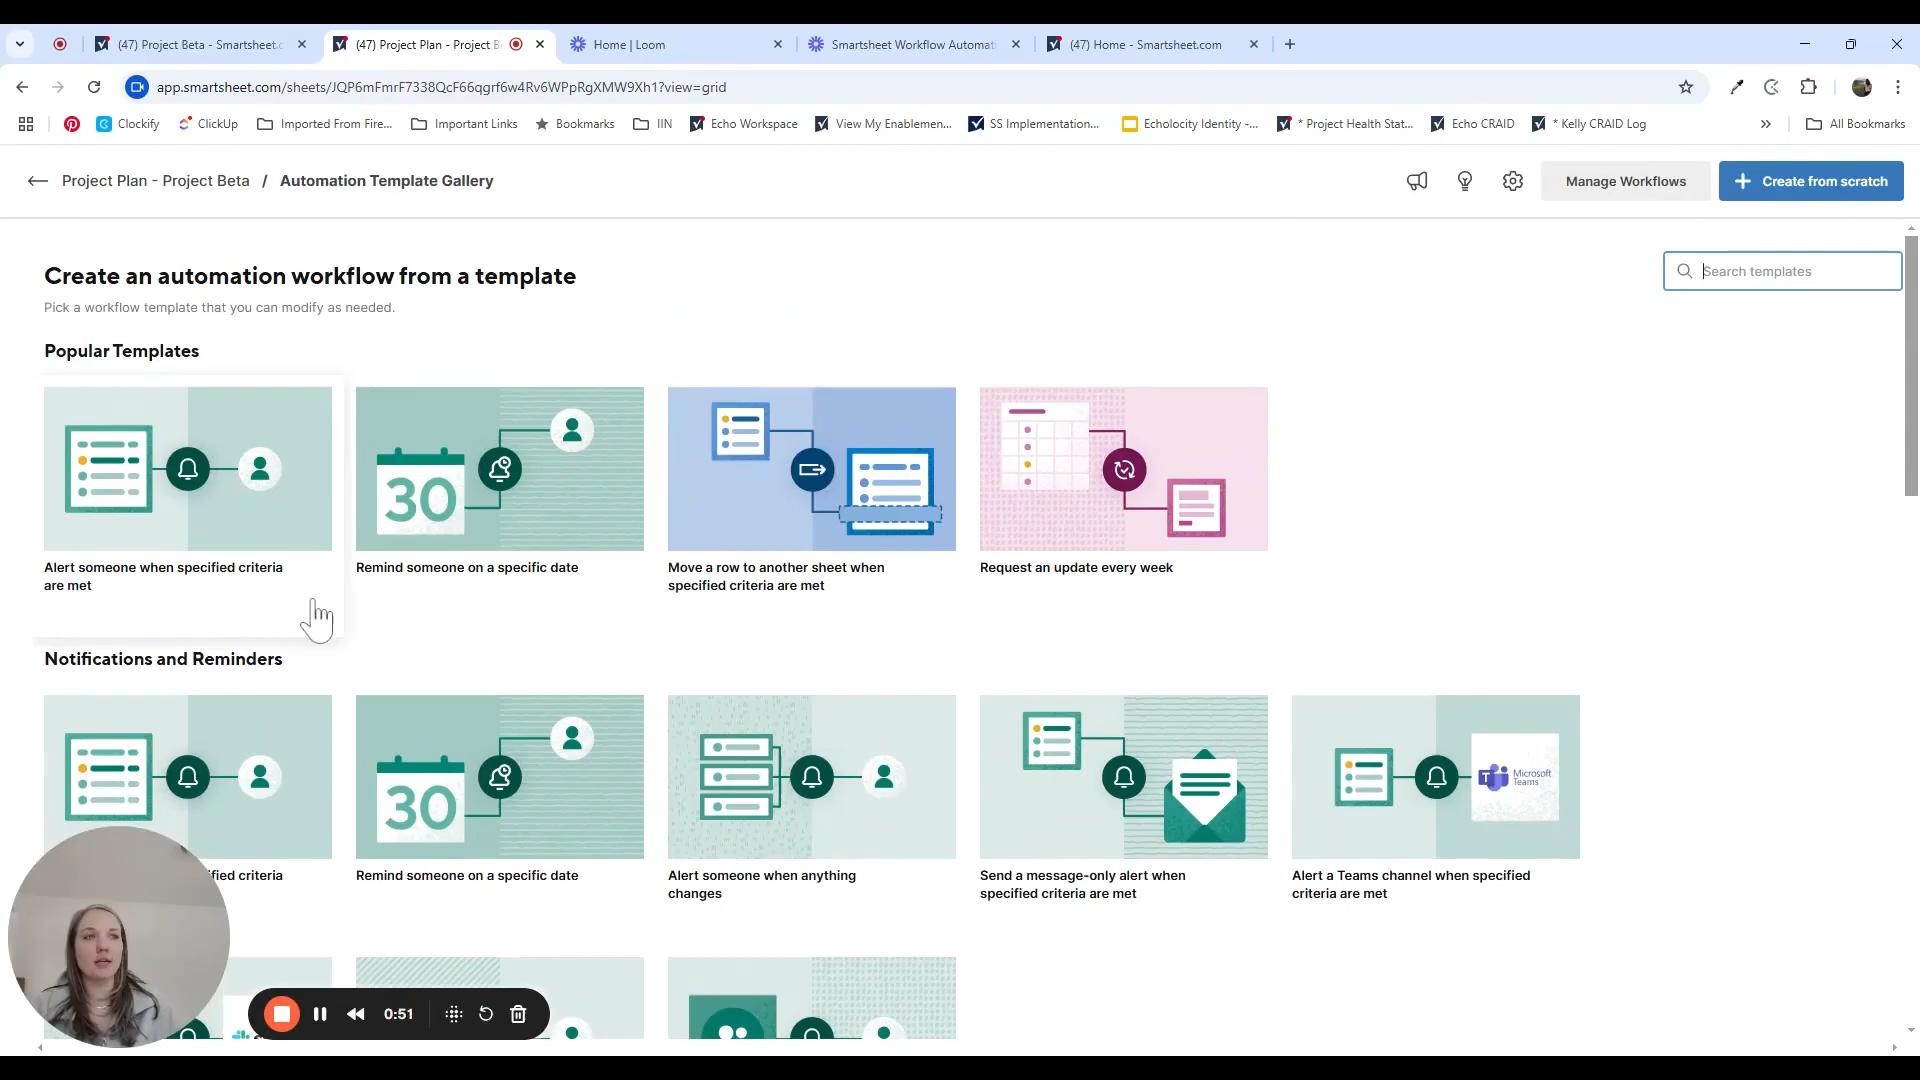 (47) Project Beta - Smartsheet.c
(47) Project Plan - Project B
Home | Loom
Smartsheet Workflow Automat
(47) Home - Smartsheet.com
app.smartsheet.com/sheets/JQP6mFmrF7338QcF66qgrf6w4Rv6WPpRgXMW9Xh1?view=grid
Clockify
ClickUp
Imported From Fire...
Important Links
Bookmarks
IIN
Echo Workspace
View My Enablemen...
SS Implementation...
Echolocity Identity -...
* Project Health Stat...
Echo CRAID
* Kelly CRAID Log
All Bookmarks
Project Plan - Project Beta / Automation Template Gallery
Manage Workflows
Create from scratch
Create an automation workflow from a template
Search templates
Pick a workflow template that you can modify as needed.
Popular Templates
30
Alert someone when specified criteria
are met
Remind someone on a specific date
Move a row to another sheet when
specified criteria are met
Request an update every week
Notifications and Reminders
30
Microsoft
Teams
ified criteria
Remind someone on a specific date
Alert someone when anything
changes
Send a message-only alert when
specified criteria are met
Alert a Teams channel when specified
criteria are met
0:51